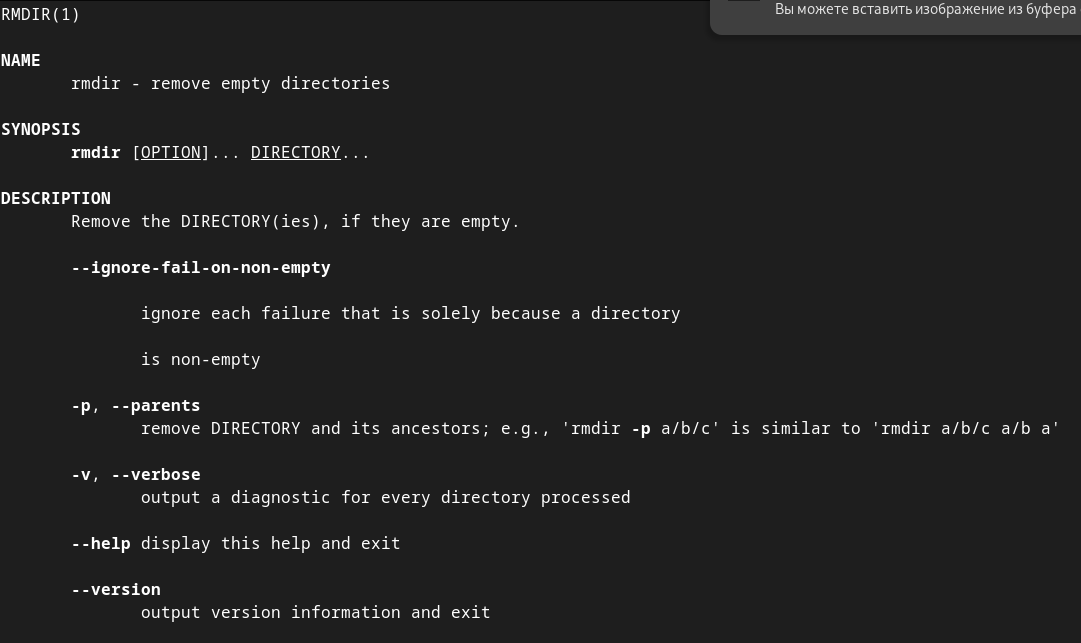 RMDIR(1)
Вы можете вставить изображение из буфера
NAME
rmdir - remove empty directories
SYNOPSIS
rmdir [OPTION]... DIRECTORY...
DESCRIPTION
Remove the DIRECTORY(ies), if they are empty.
--ignore-fail-on-non-empty
ignore each failure that is solely because a directory
is non-empty
-p, --parents
remove DIRECTORY and its ancestors; e.g., 'rmdir -p a/b/c' is similar to 'rmdir a/b/c a/b a'
-v, --verbose
output a diagnostic for every directory processed
--help display this help and exit
--version
output version information and exit